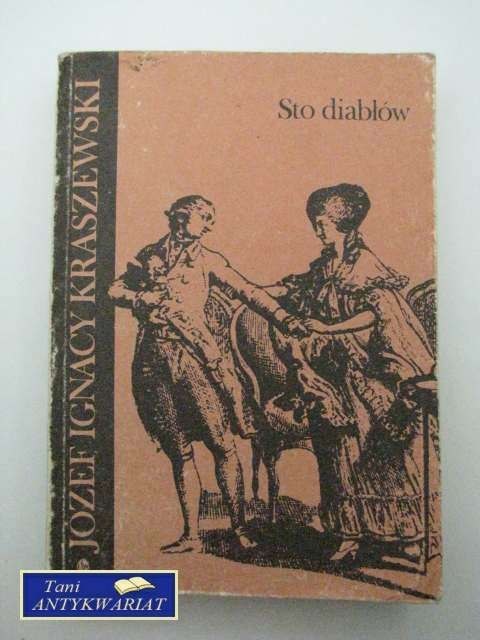 JÓZEF IGNACY KRASZEWSKI
Sto diabłów
Tani
ANTYKWARIAT